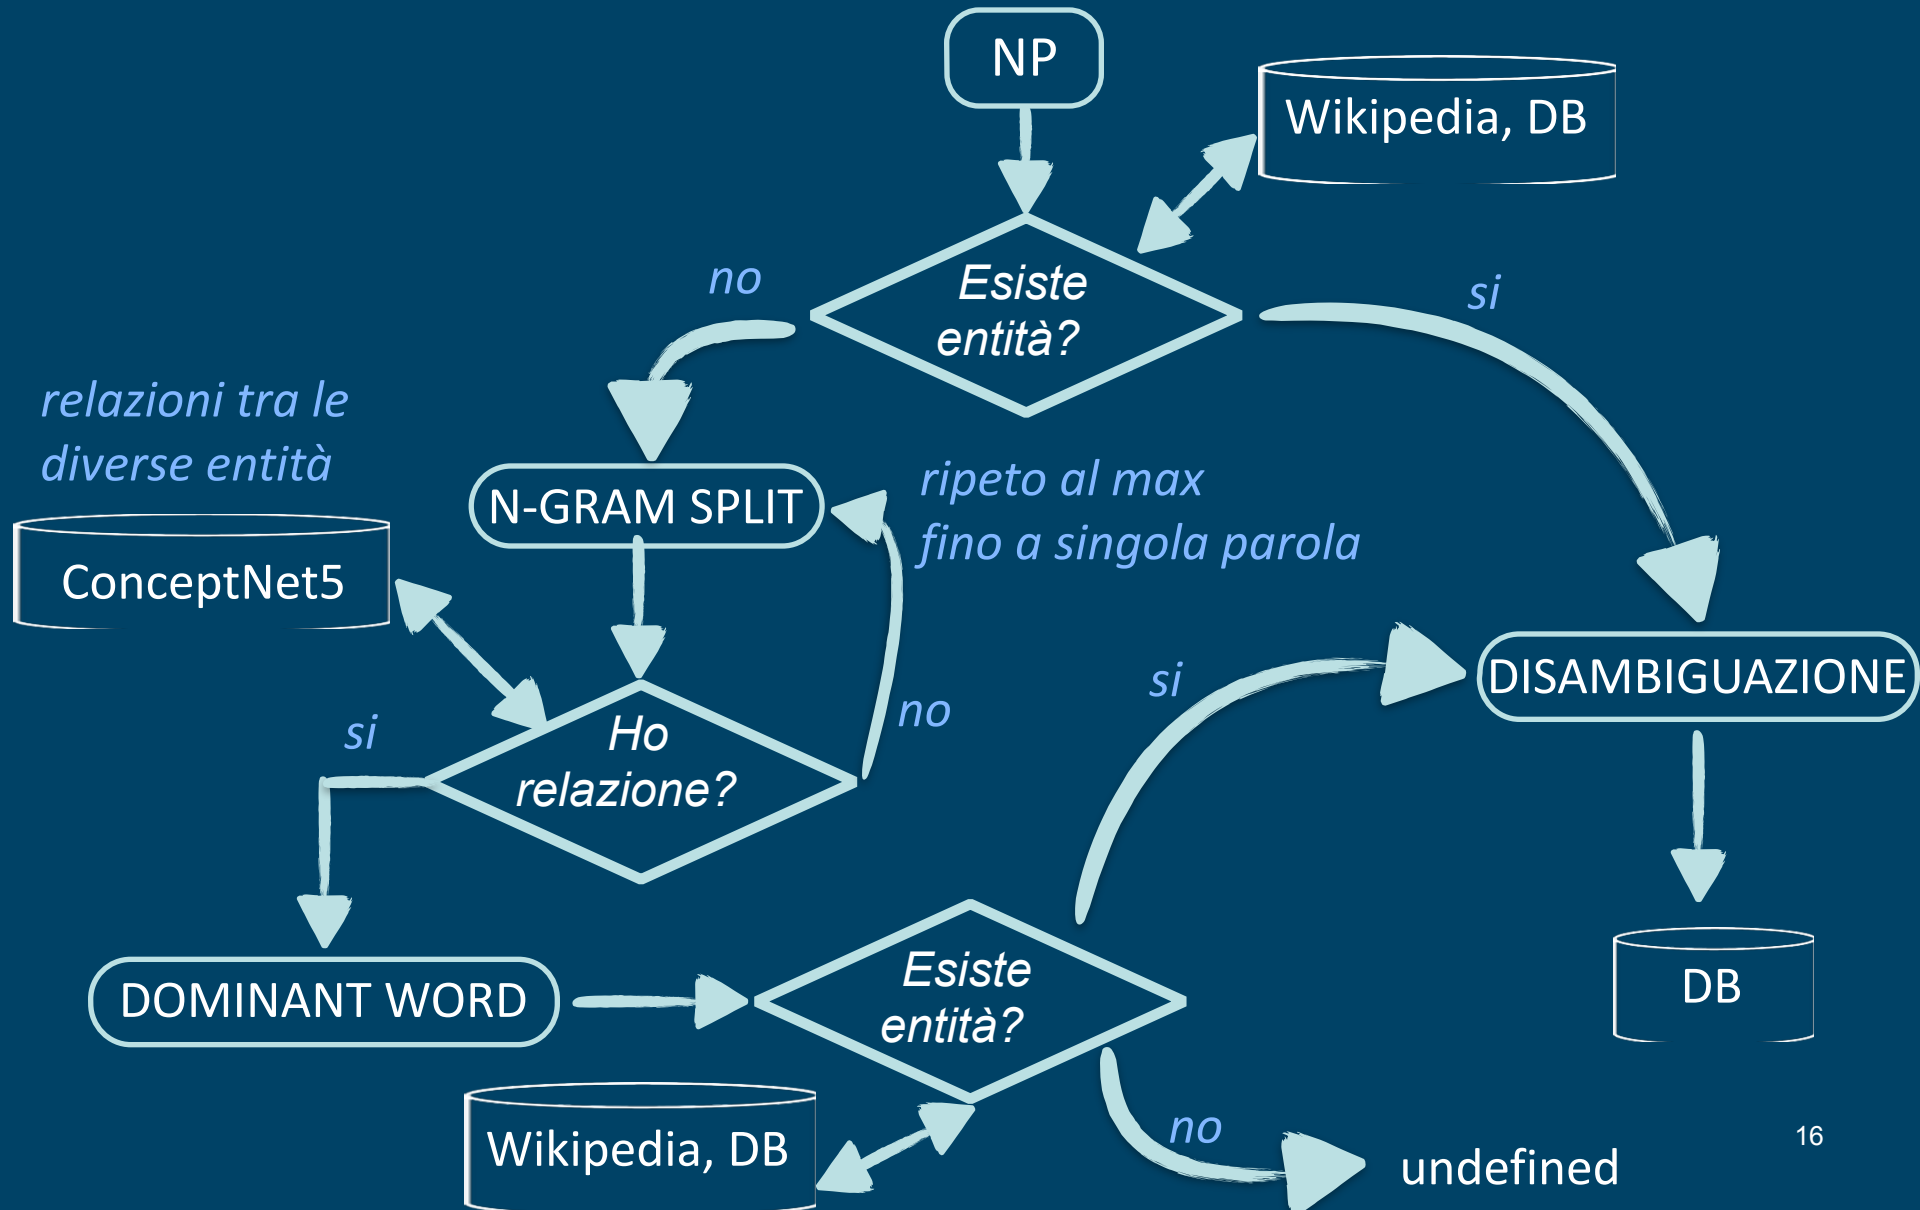 NP
Wikipedia, DB
Esiste
entità?
no
si
relazioni tra le
diverse entità
N-GRAM SPLIT
ripeto al max
fino a singola parola
ConceptNet5
si
Ho
relazione?
no
si
DISAMBIGUAZIONE
DOMINANT WORD
Esiste
entità?
DB
Wikipedia, DB
no
undefined
16